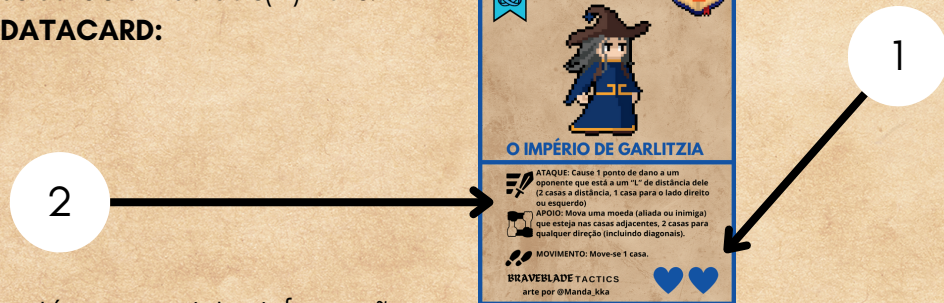 DATACARD:
1
2
O IMPÉRIO DE GARLITZIA
ATAQUE: Cause 1 ponto de dano a um
oponente que está a um "L" de distância dele
(2 casas a distância, 1 casa para o lado direito
ou esquerdo)
APOIO: Mova uma moeda (aliada ou inimiga)
que esteja nas casas adjacentes, 2 casas para
qualquer direção (incluindo diagonais).
MOVIMENTO: Move-se 1 casa.
BRAVEBLADE TACTICS
arte por @Manda_kka